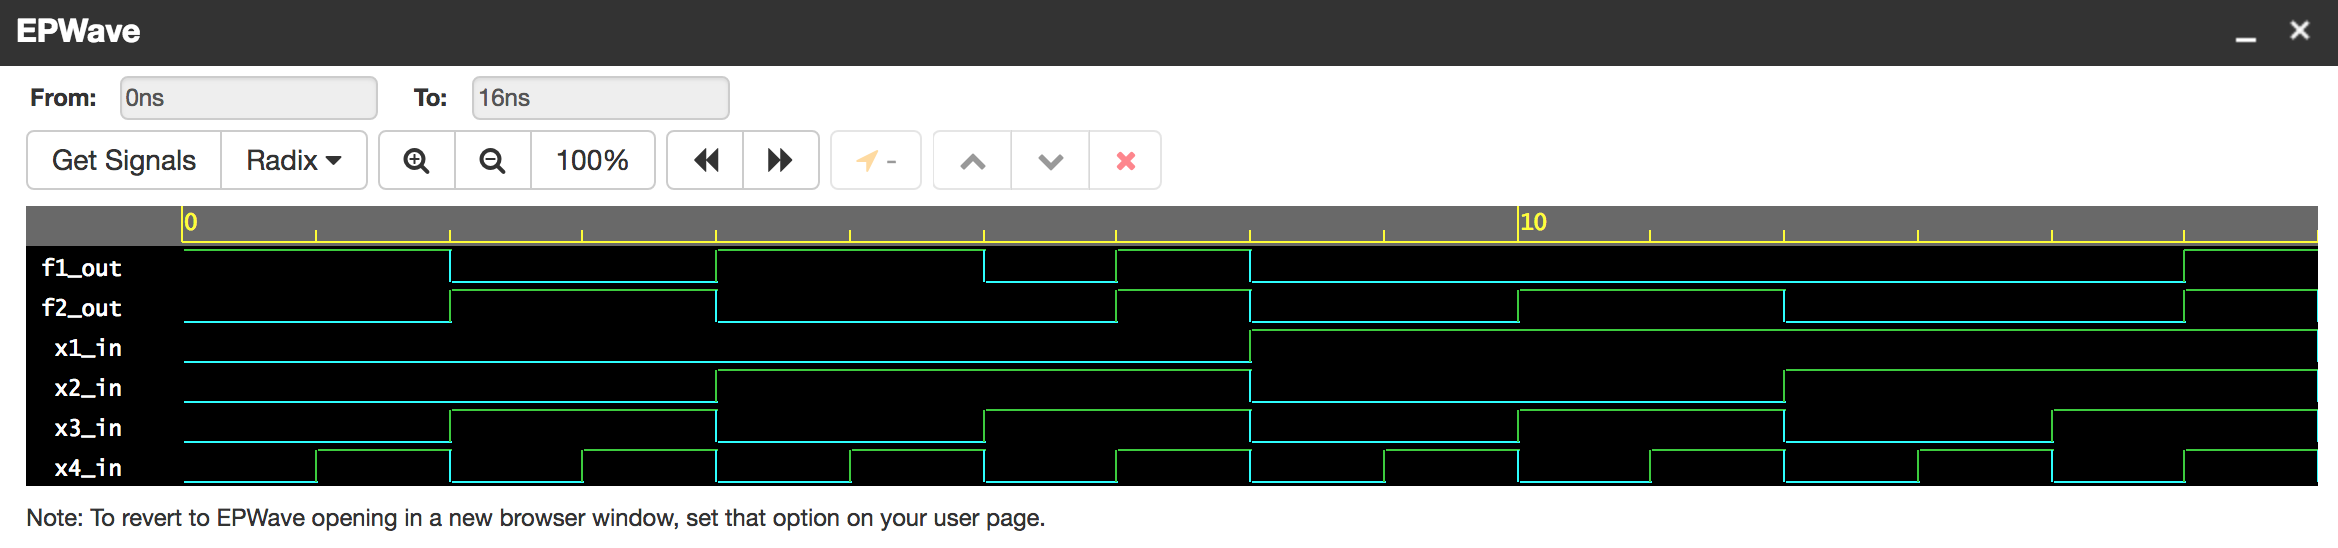 EPWave
From: 0ns To: 16ns
Get Signals Radix 100% -
0 10
f1_out
f2_out
x1_in
x2_in
x3_in
x4_in
Note: To revert to EPWave opening in a new browser window, set that option on your user page.